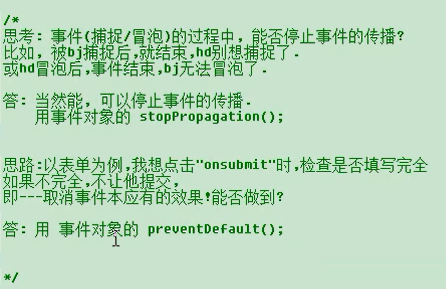 /*
思考: 事件(捕捉/冒泡)的过程中, 能否停止事件的传播?
比如, 被bj捕捉后,就结束,hd别想捕捉了.
或hd冒泡后,事件结束,bj无法冒泡了.
答: 当然能, 可以停止事件的传播.
用事件对象的 stopPropagation();
思路:以表单为例,我想点击"onsubmit"时,检查是否填写完全
如果不完全,不让他提交,
即---取消事件本应有的效果!能否做到?
答: 用 事件对象的 preventDefault();
*/